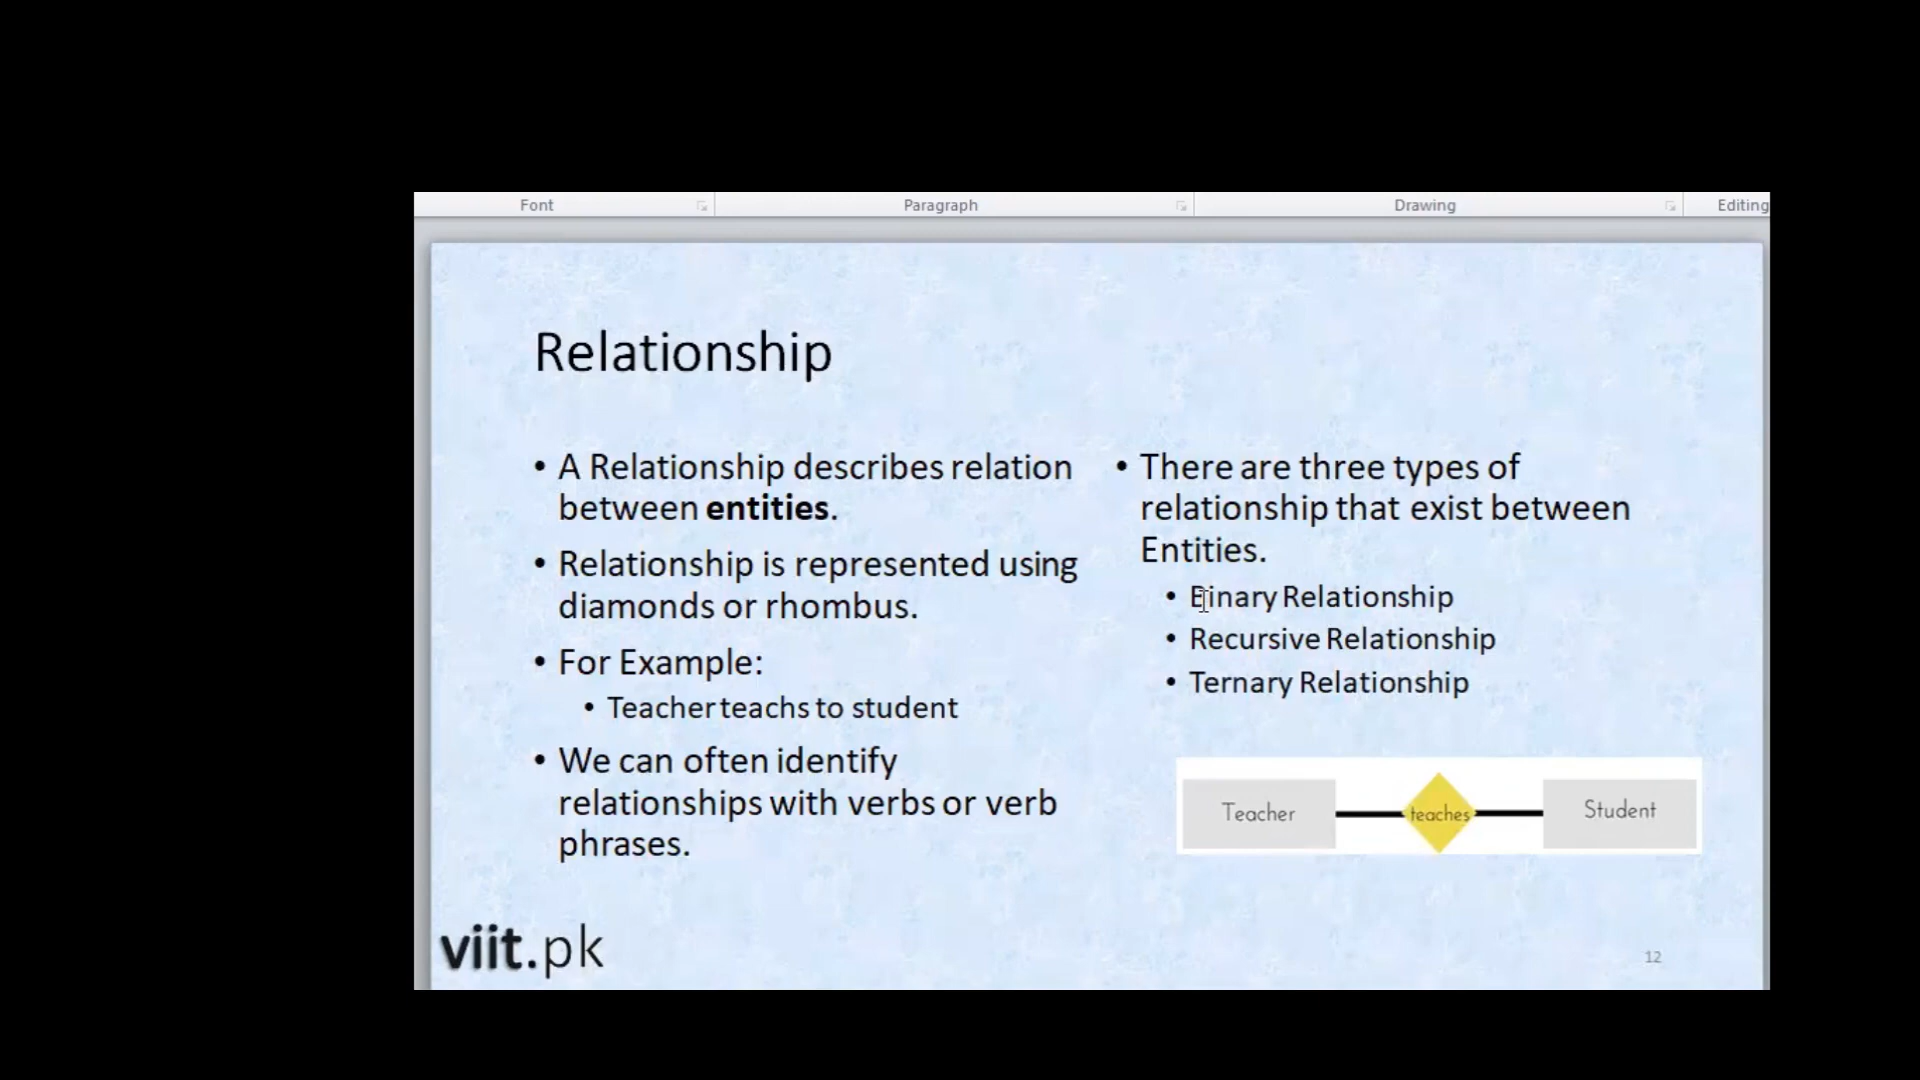 Font
Paragraph
Drawing
Editing
Relationship
• A Relationship describes relation
between entities.
• Relationship is represented using
diamonds or rhombus.
• For Example:
• Teacher teachs to student
• We can often identify
relationships with verbs or verb
phrases.
• There are three types of
relationship that exist between
Entities.
• Binary Relationship
• Recursive Relationship
• Ternary Relationship
Teacher
teaches
Student
viit.pk
12